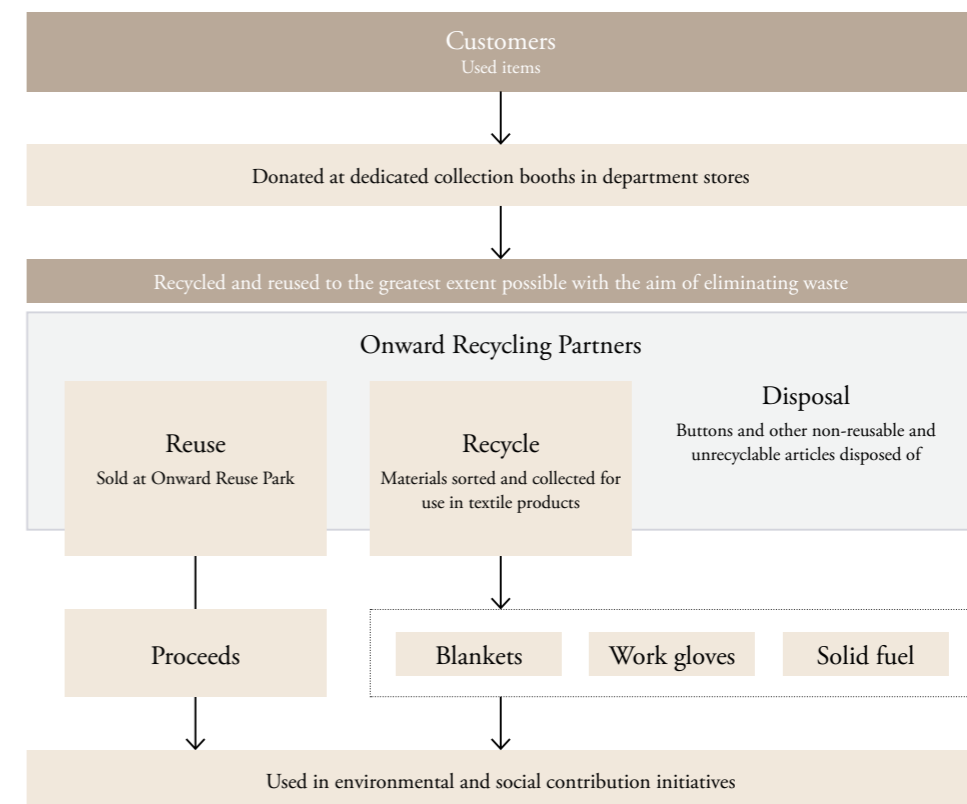 Customers
Used items
Donated at dedicated collection booths in department stores
Recycled and reused to the greatest extent possible with the aim of eliminating waste
Onward Recycling Partners
Reuse
Sold at Onward Reuse Park
Recycle
Materials sorted and collected for
use in textile products
Disposal
Buttons and other non-reusable and
unrecyclable articles disposed of
Proceeds
Blankets
Work gloves
Solid fuel
Used in environmental and social contribution initiatives